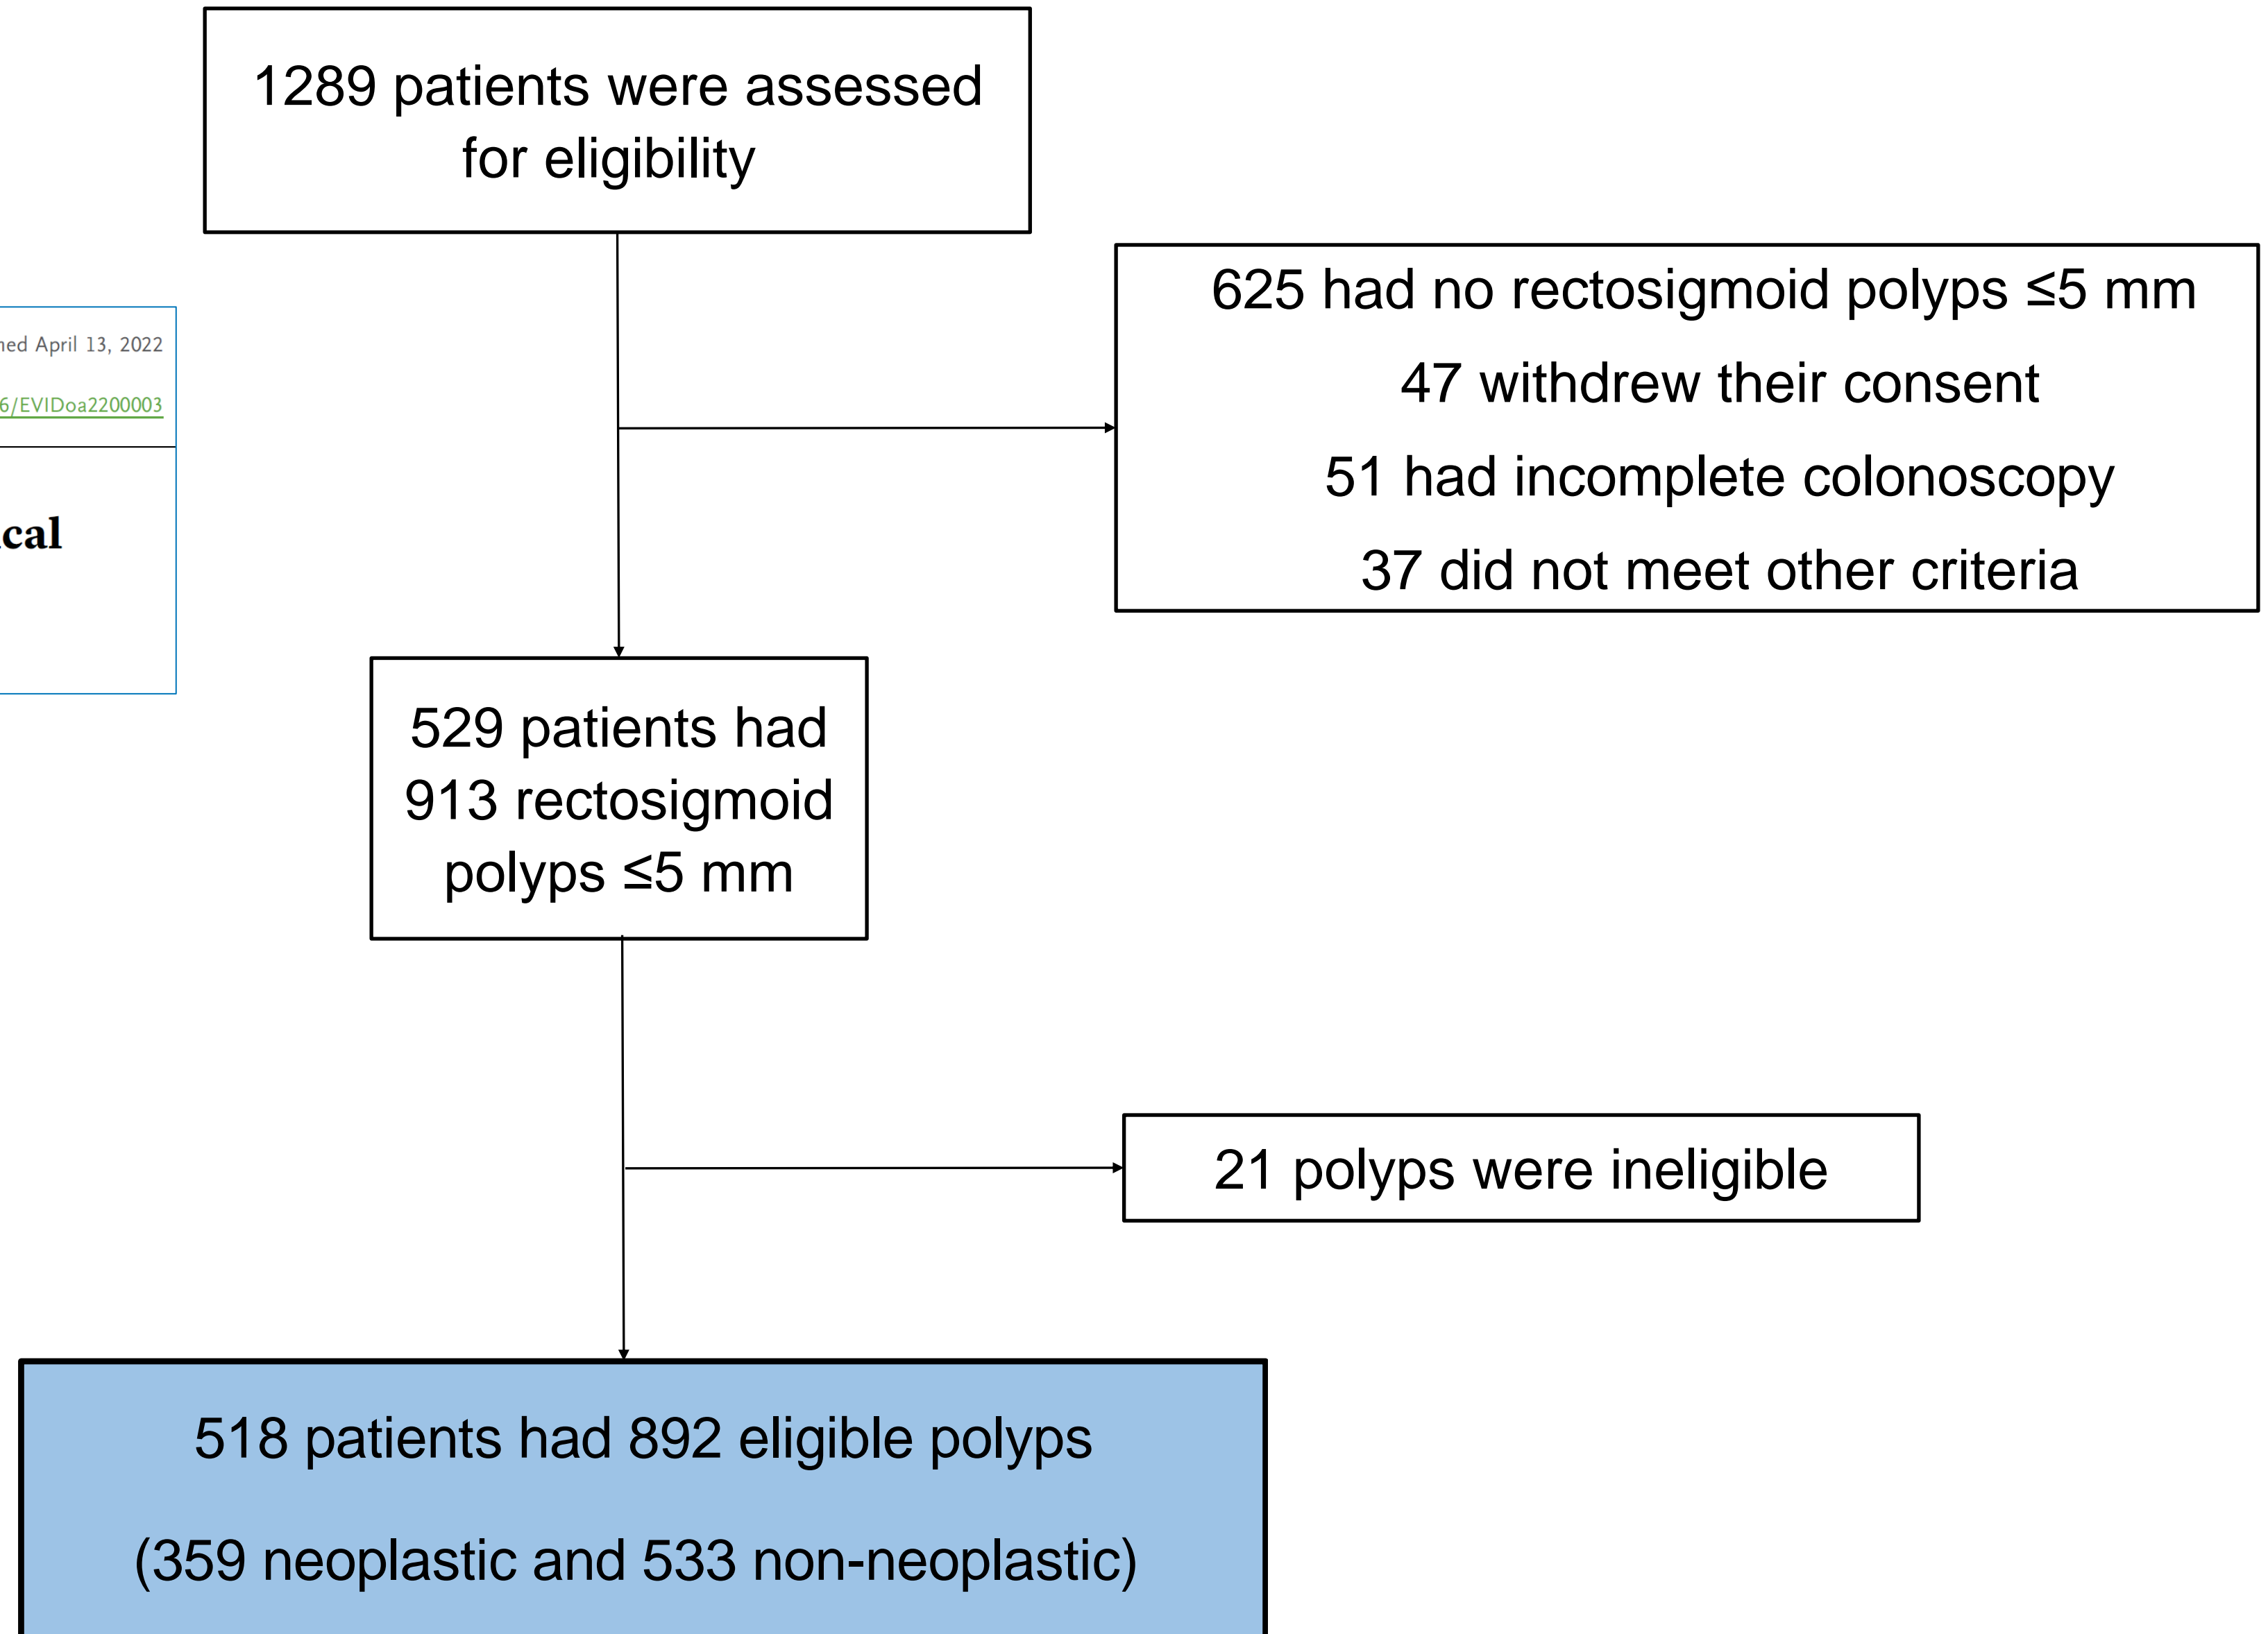 1289 patients were assessed
for eligibility
625 had no rectosigmoid polyps ≤5 mm
47 withdrew their consent
51 had incomplete colonoscopy
37 did not meet other criteria
April 13, 2022
6/EVIDoa2200003
529 patients had
913 rectosigmoid
polyps ≤5 mm
21 polyps were ineligible
518 patients had 892 eligible polyps
(359 neoplastic and 533 non-neoplastic)